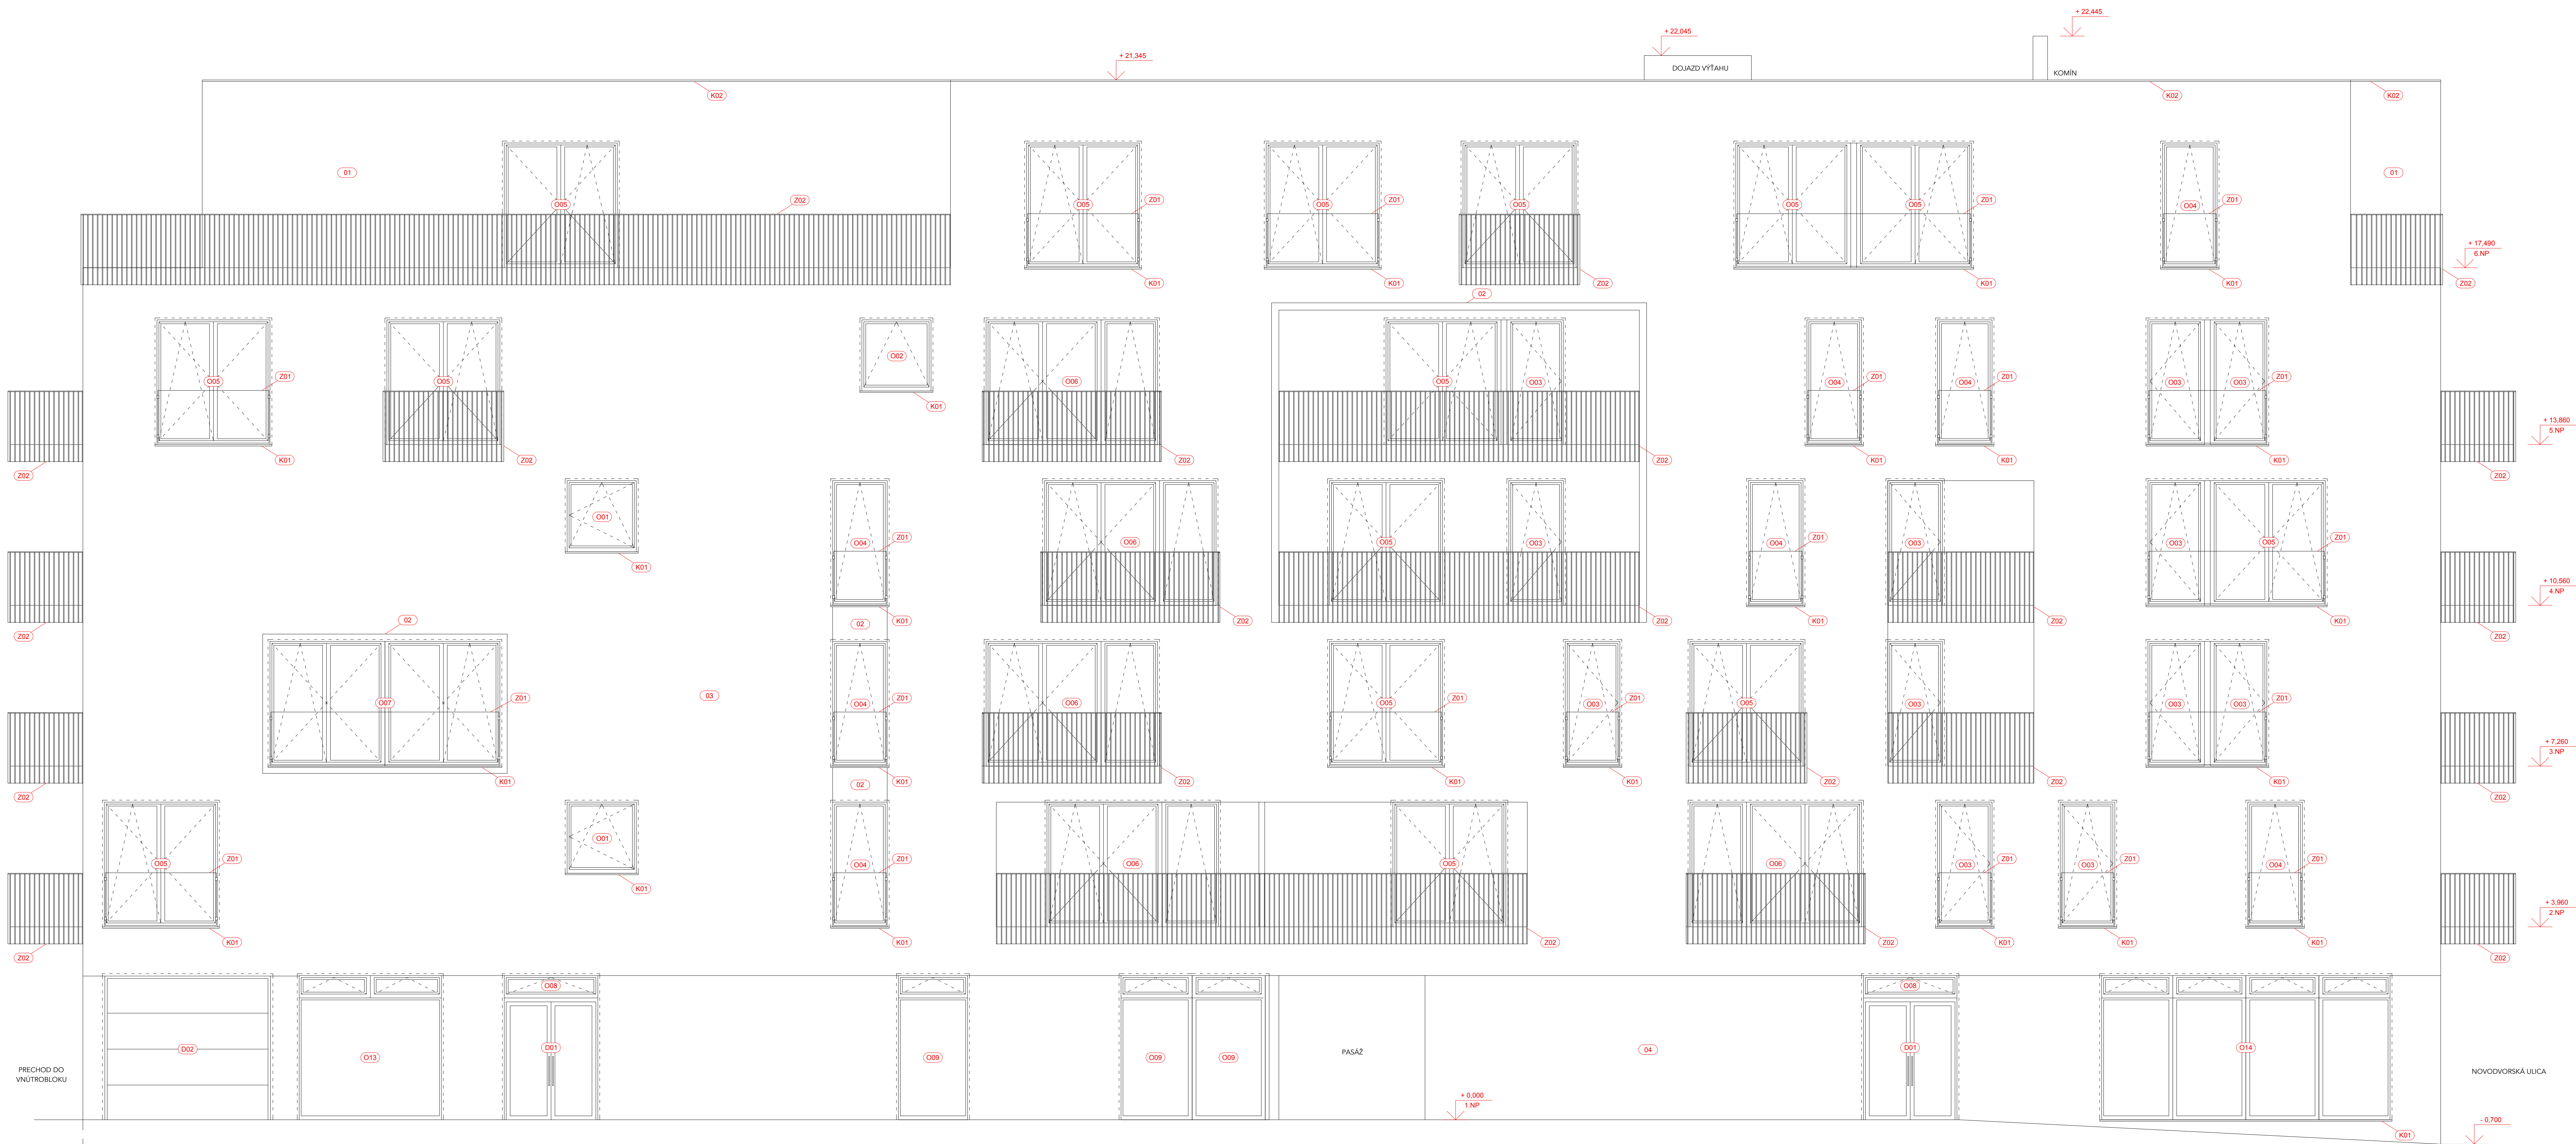 + 22,445
+ 22,045
+ 21,345
DOJAZD VÝŤAHU
KOMÍN
K02
K02
K02
01
01
Z02
O05
O05
Z01
O05
Z01
O05
O05
O05
Z01
O04
Z01
+ 17,490
6.NP
K01
K01
Z02
K01
K01
Z02
02
O05
Z01
O05
O02
O06
O05
O03
O04
Z01
O04
Z01
O03
O03
Z01
K01
+ 13,860
5.NP
K01
Z02
Z02
Z02
K01
K01
K01
Z02
Z02
O01
O04
Z01
O06
O05
O03
O04
Z01
O03
O03
O05
Z01
K01
+ 10,560
4.NP
K01
Z02
Z02
K01
Z02
K01
02
02
Z02
Z02
03
O07
Z01
O04
Z01
O06
O05
Z01
O03
Z01
O05
O03
O03
O03
Z01
+ 7,260
3.NP
K01
K01
Z02
K01
K01
Z02
Z02
K01
02
Z02
Z02
O05
Z01
O01
O04
Z01
O06
O05
O06
O03
Z01
O03
Z01
O04
Z01
K01
+ 3,960
2.NP
K01
K01
Z02
Z02
K01
K01
K01
Z02
Z02
O08
O08
D02
O13
D01
O09
O09
O09
PASÁŽ
04
D01
O14
PRECHOD DO
VNÚTROBLOKU
NOVODVORSKÁ ULICA
+ 0,000
1.NP
- 0,700
K01